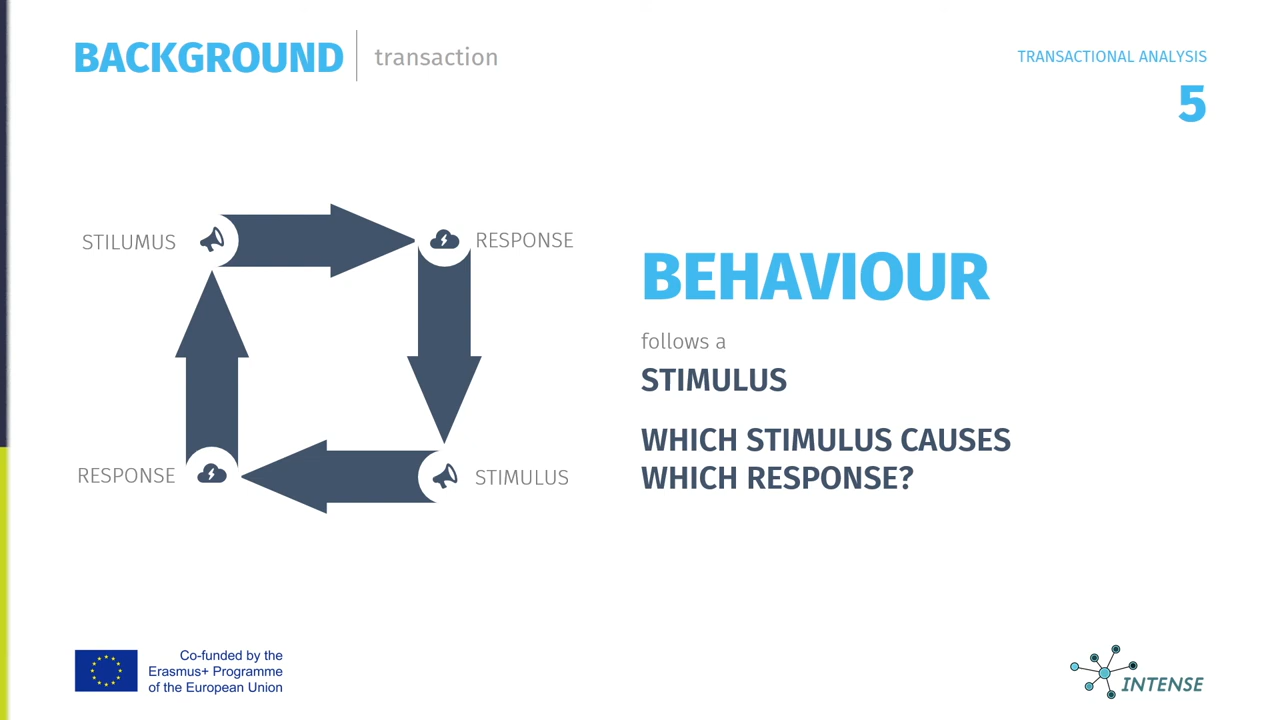 BACKGROUND
transaction
TRANSACTIONAL ANALYSIS
5
STILUMUS
RESPONSE
RESPONSE
STIMULUS
BEHAVIOUR
follows a
STIMULUS
WHICH STIMULUS CAUSES
WHICH RESPONSE?
Co-funded by the
Erasmus+ Programme
of the European Union
INTENSE